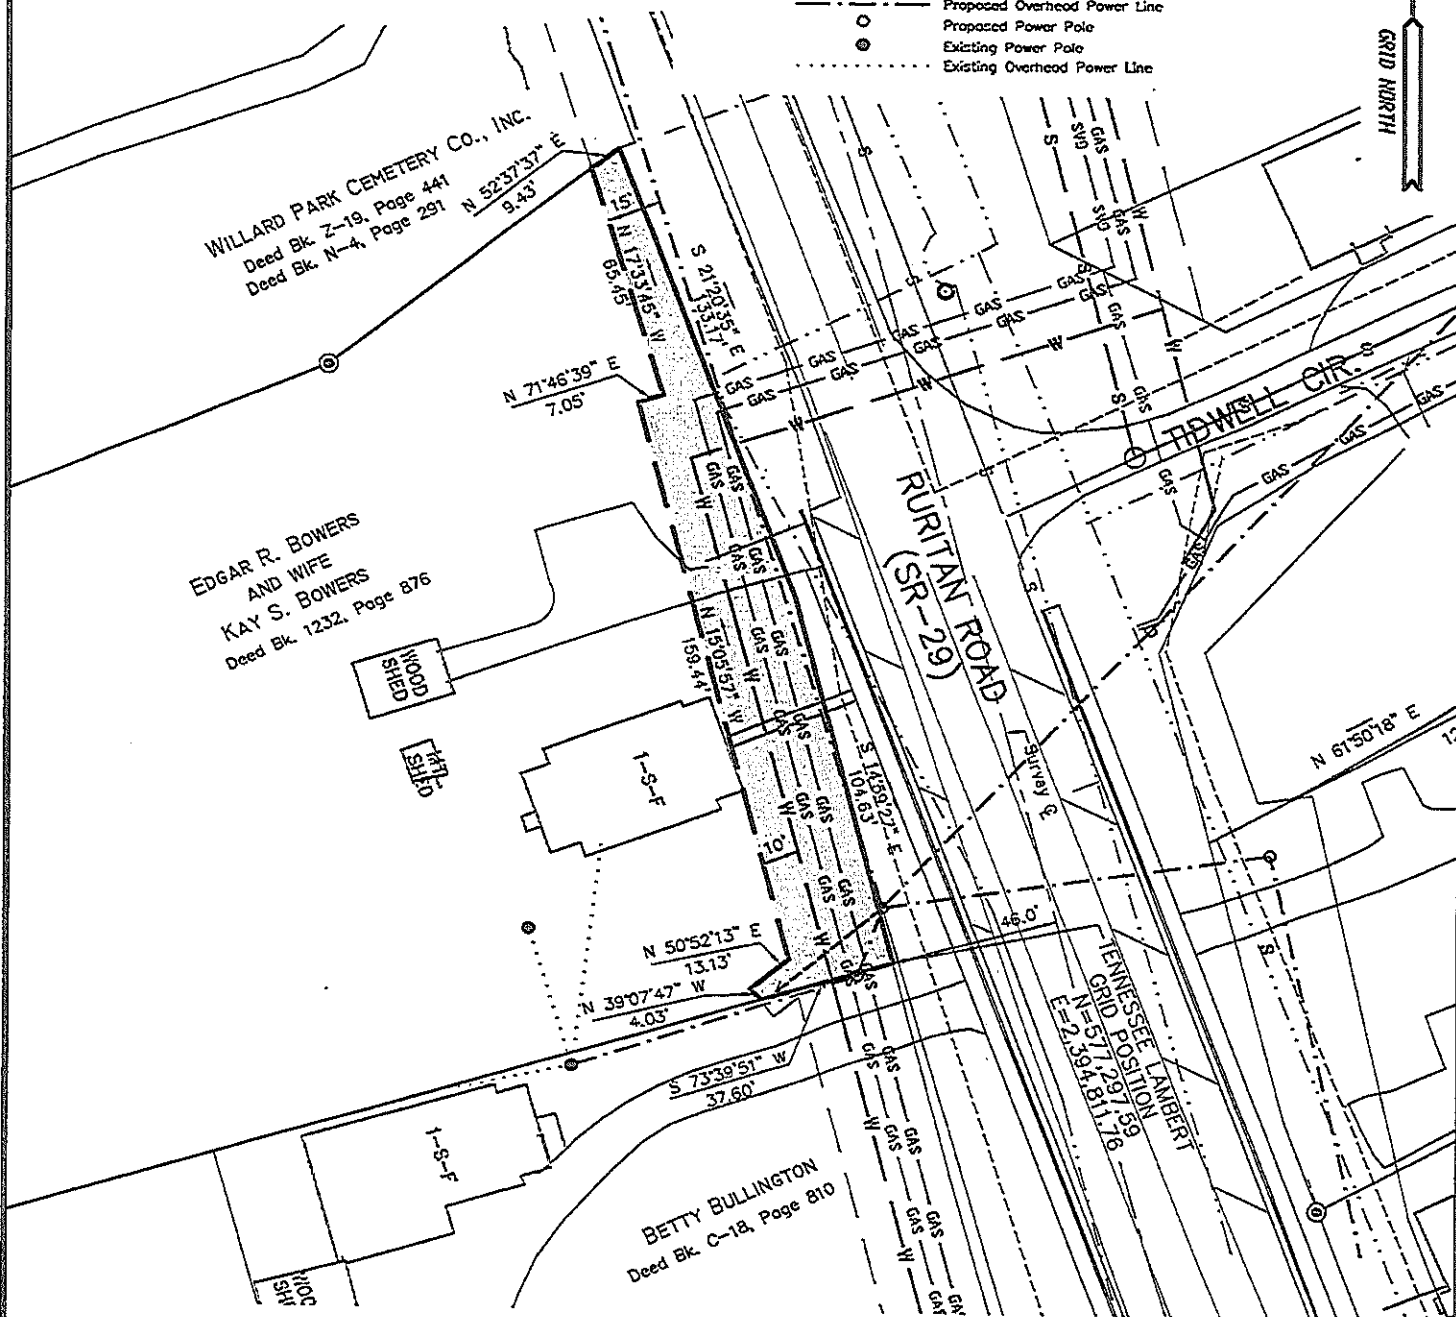 Proposed Overhead Power Line
Proposed Power Pole
Existing Power Pole
Existing Overhead Power Line
GRID NORTH
WILLARD PARK CEMETERY CO., INC.
Deed Bk. Z-19, Page 441
Deed Bk. N-4, Page 291
N 52°37'37" E
9.43'
15'
N 17°33'45" W
65.45'
S 21°20'35" E
133.17'
N 71°46'39" E
7.05'
TIDWELL CIR.
RURITAN ROAD
(SR-29)
EDGAR R. BOWERS
AND WIFE
KAY S. BOWERS
Deed Bk. 1232, Page 876
WOOD
SHED
MTL
SHED
1-S-F
N 15°05'57" W
159.44'
S 14°59'27" E
104.63'
10'
Survey
N 61°50'18" E
N 50°52'13" E
13.13'
N 39°07'47" W
4.03'
46.0'
TENNESSEE LAMBERT
GRID POSITION
N=577,297.59
E=2,394,811.76
S 73°39'51" W
37.60'
1-S-F
BETTY BULLINGTON
Deed Bk. C-18, Page 810
GAS
GAS
GAS
GAS
W
W
W
S
S
S